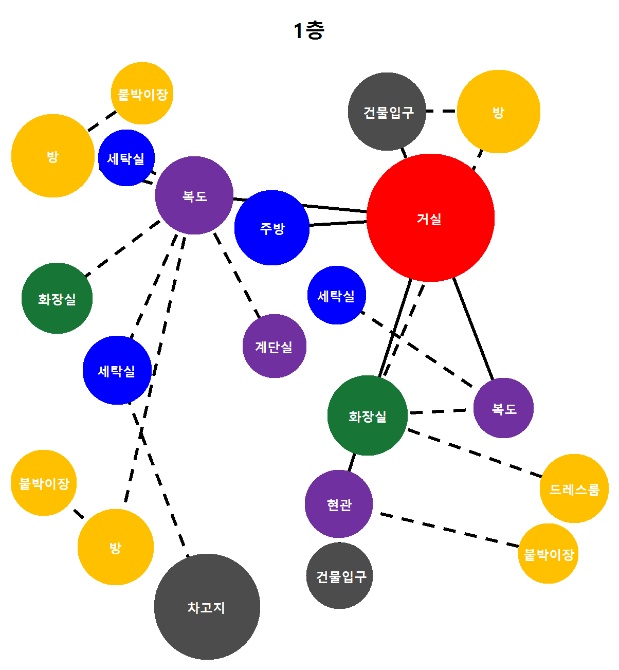 1층
붙박이장
방
세탁실
복도
주방
건물입구
방
거실
화장실
세탁실
세탁실
계단실
화장실
복도
붙박이장
방
현관
드레스룸
붙박이장
건물입구
차고지